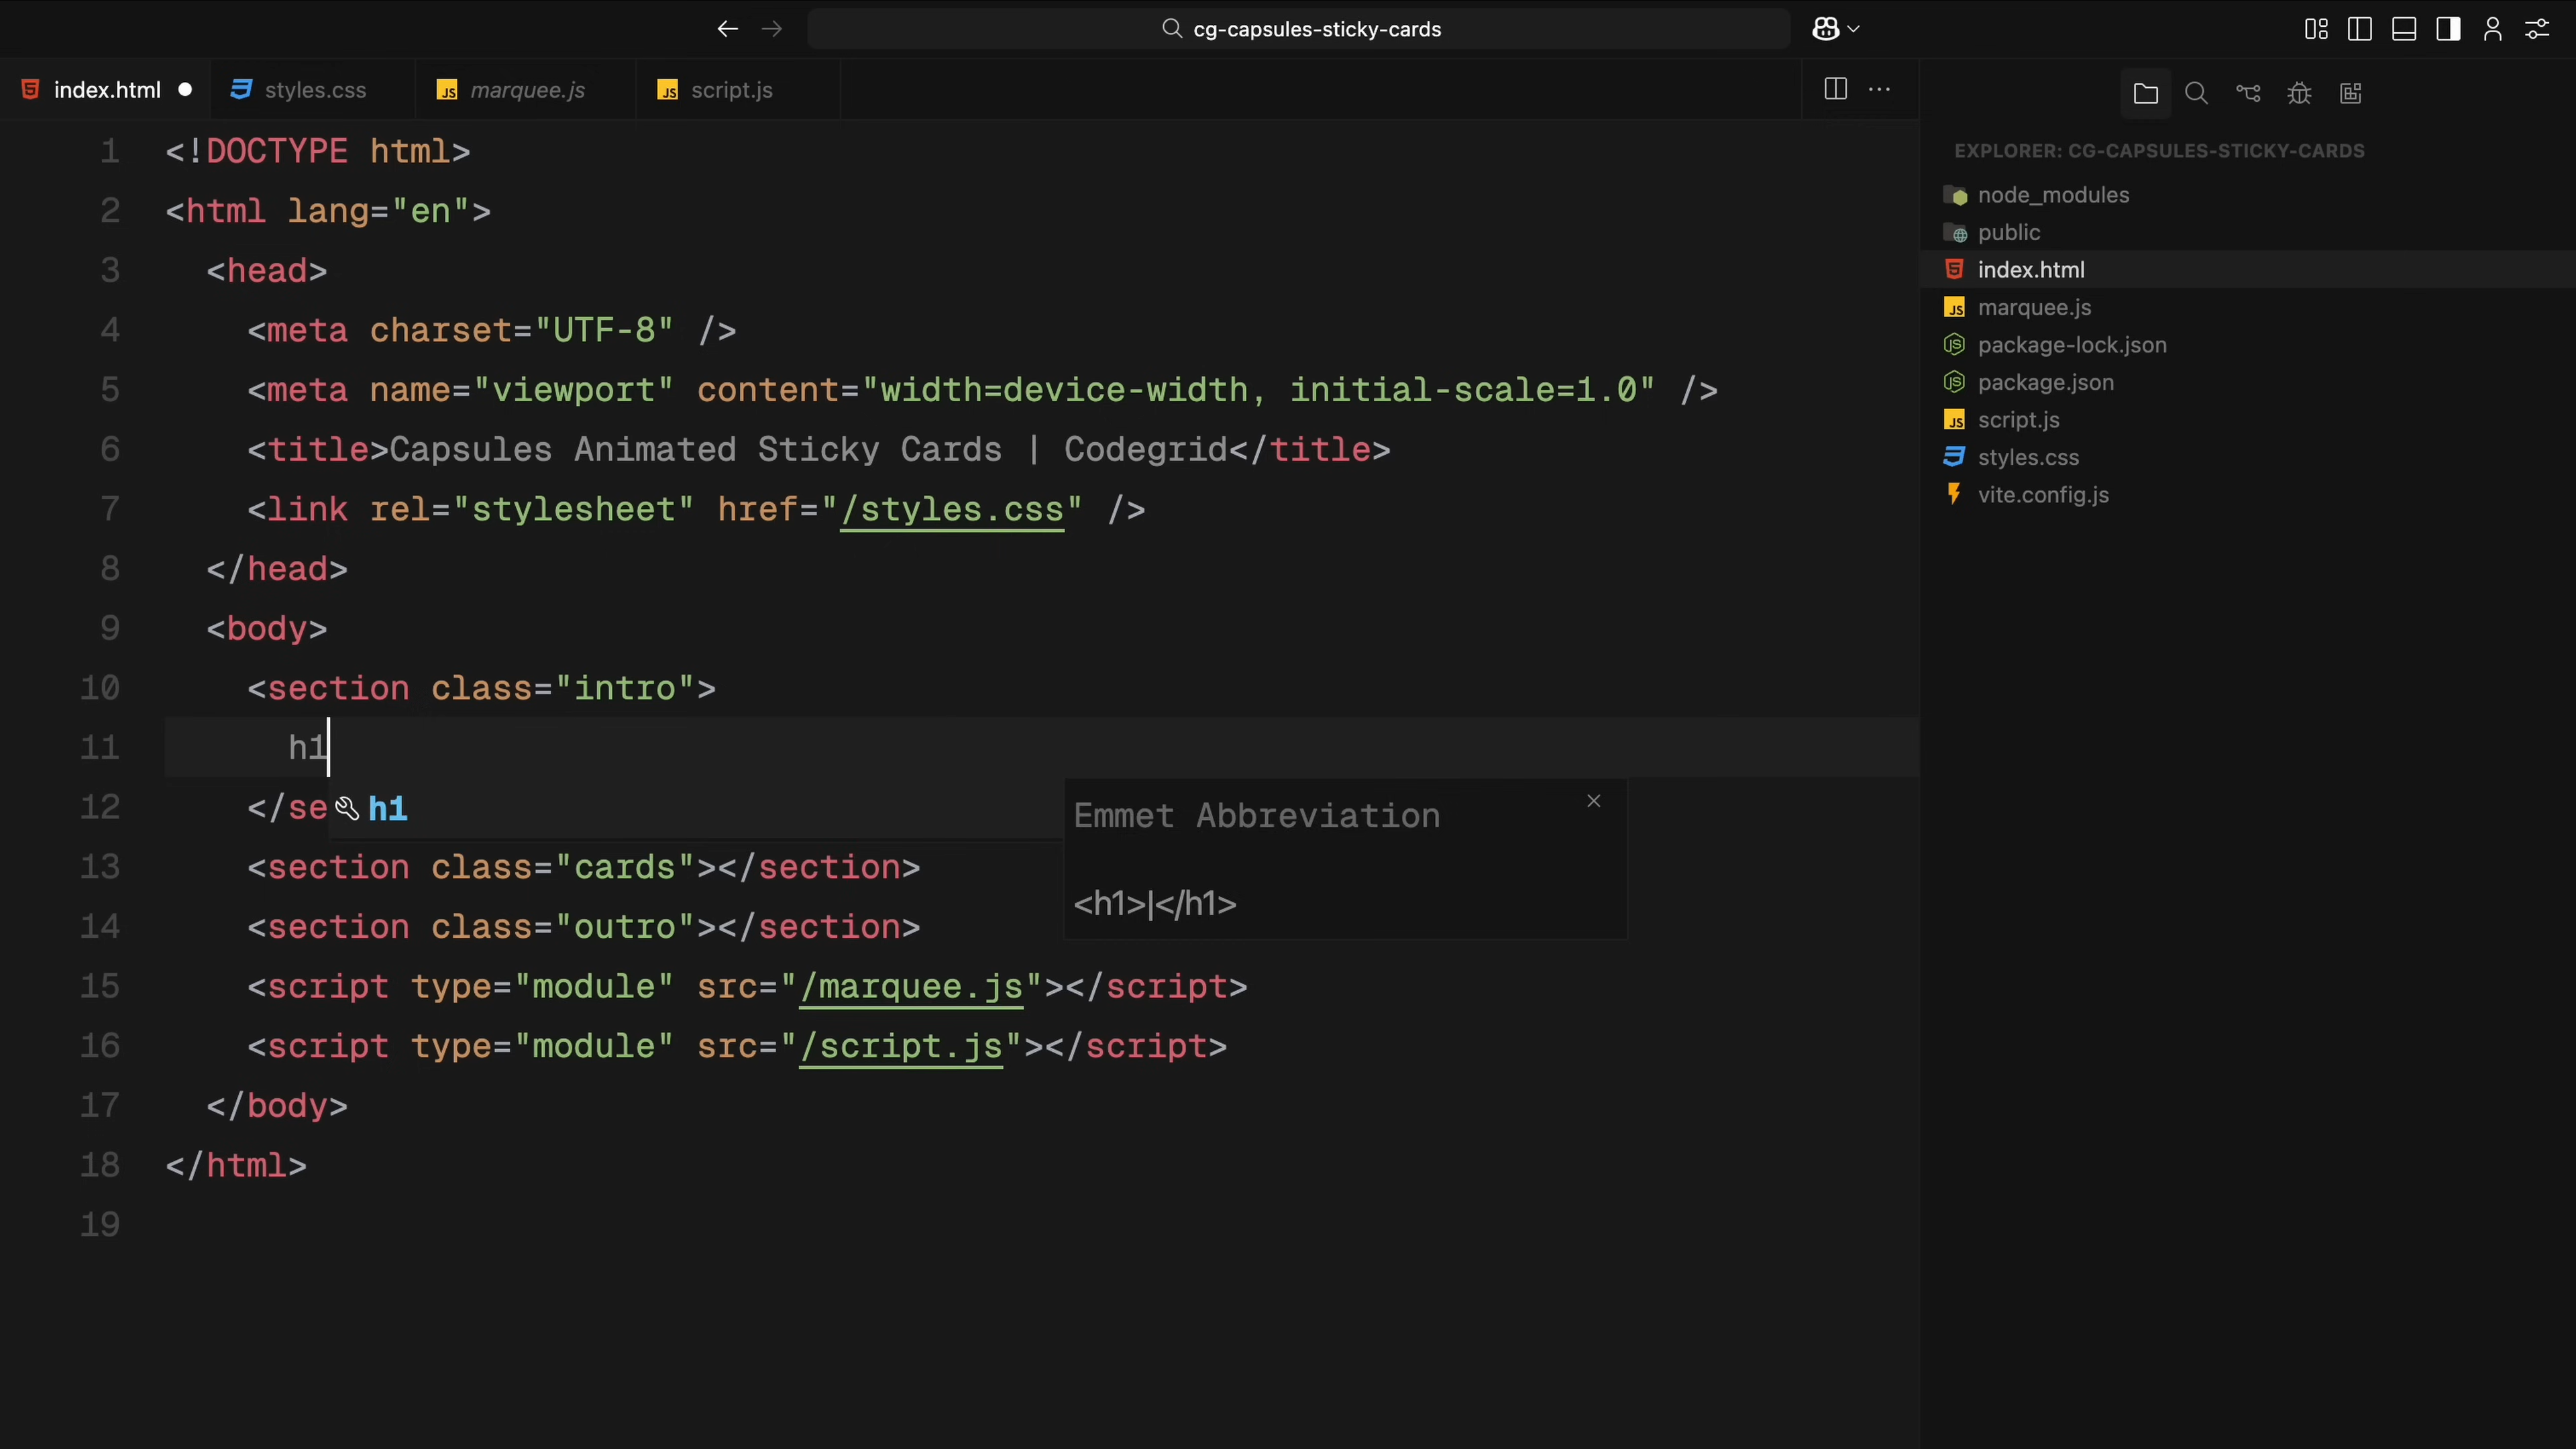 cg-capsules-sticky-cards
index.html
styles.css
marquee.js
script.js
EXPLORER: CG-CAPSULES-STICKY-CARDS
node_modules
public
index.html
marquee.js
package-lock.json
package.json
script.js
styles.css
vite.config.js
1 <!DOCTYPE html>
2 <html lang="en">
3 <head>
4 <meta charset="UTF-8" />
5 <meta name="viewport" content="width=device-width, initial-scale=1.0" />
6 <title>Capsules Animated Sticky Cards | Codegrid</title>
7 <link rel="stylesheet" href="/styles.css" />
8 </head>
9 <body>
10 <section class="intro">
11 h1
12 </se
h1
Emmet Abbreviation
<h1>|</h1>
13 <section class="cards"></section>
14 <section class="outro"></section>
15 <script type="module" src="/marquee.js"></script>
16 <script type="module" src="/script.js"></script>
17 </body>
18 </html>
19